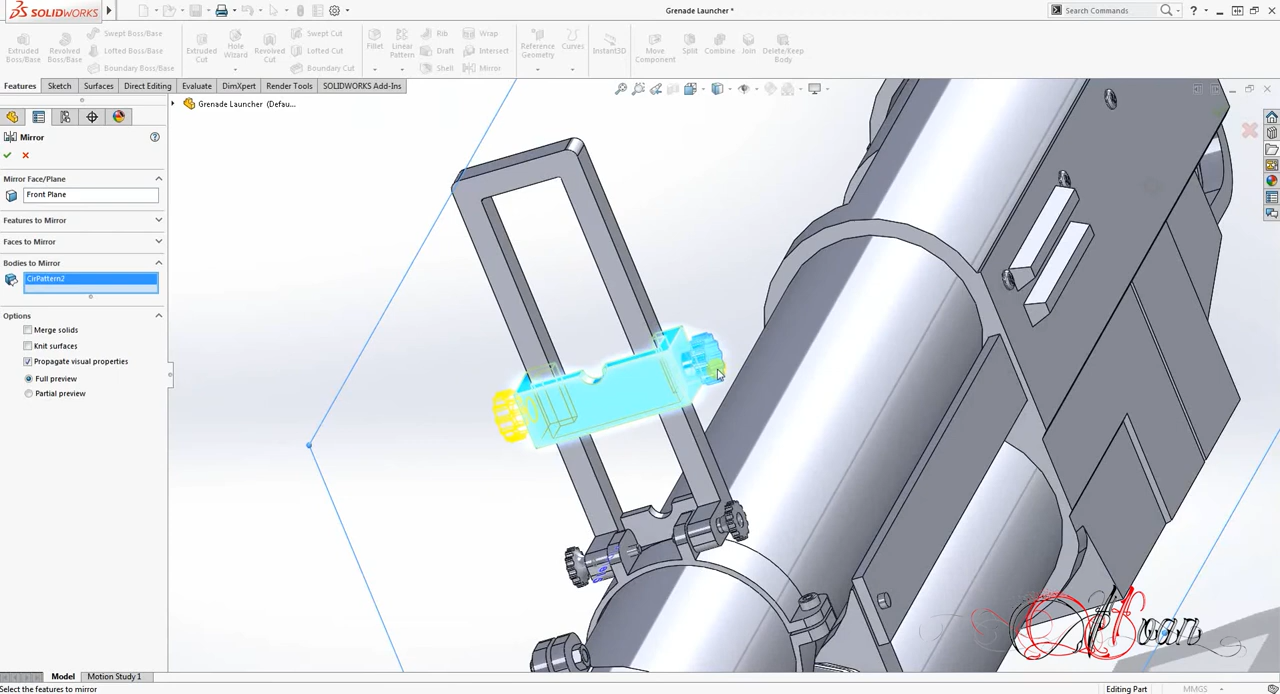 SOLIDWORKS
Grenade Launcher *
Search Commands
Extruded Boss/Base
Revolved Boss/Base
Swept Boss/Base
Lofted Boss/Base
Boundary Boss/Base
Extruded Cut
Hole Wizard
Revolved Cut
Swept Cut
Lofted Cut
Boundary Cut
Fillet
Linear Pattern
Rib
Draft
Shell
Wrap
Intersect
Mirror
Reference Geometry
Curves
Instant3D
Move Component
Split
Combine
Join
Delete/Keep Body
Features
Sketch
Surfaces
Direct Editing
Evaluate
DimXpert
Render Tools
SOLIDWORKS Add-Ins
Grenade Launcher (Defau...
Mirror
Mirror Face/Plane
Front Plane
Features to Mirror
Faces to Mirror
Bodies to Mirror
CirPattern2
Options
Merge solids
Knit surfaces
Propagate visual properties
Full preview
Partial preview
Model
Motion Study 1
Select the features to mirror
Editing Part
MMGS